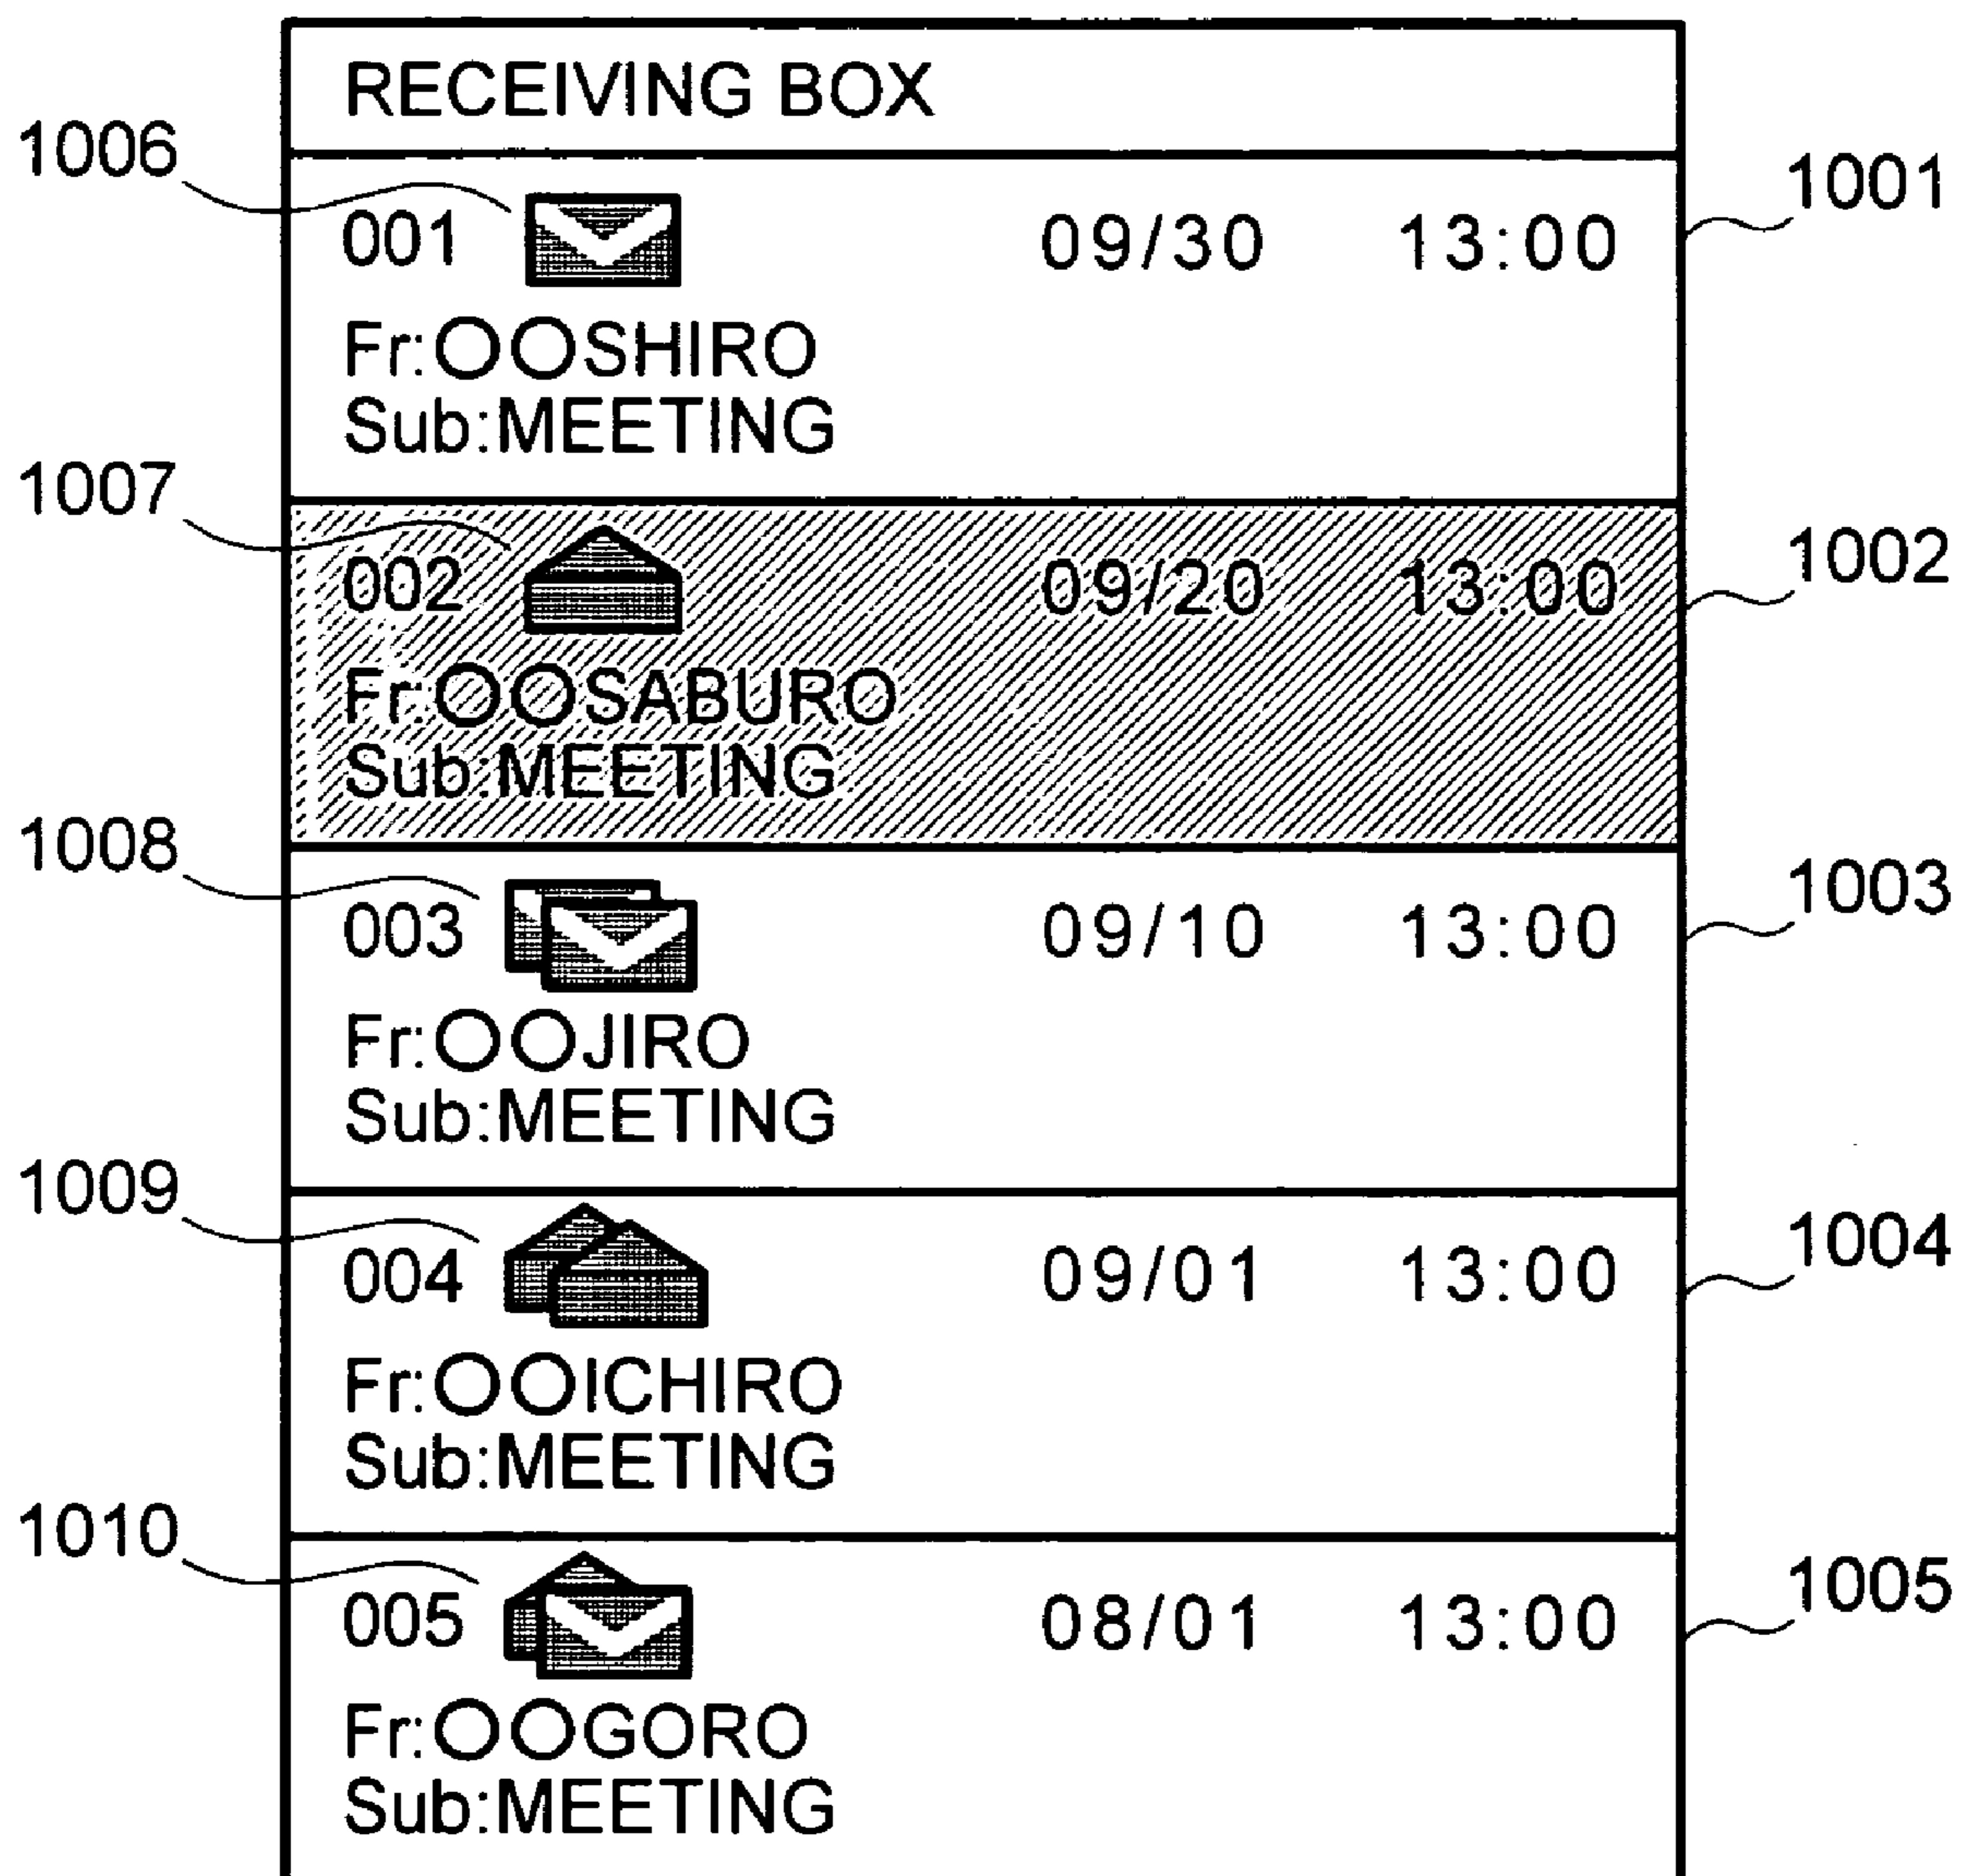 RECEIVING BOX
1006
1001
001 09/30 13:00
Fr:○○SHIRO
Sub:MEETING
1007
1002
002 09/20 13:00
Fr:○○SABURO
Sub:MEETING
1008
1003
003 09/10 13:00
Fr:○○JIRO
Sub:MEETING
1009
1004
004 09/01 13:00
Fr:○○ICHIRO
Sub:MEETING
1010
1005
005 08/01 13:00
Fr:○○GORO
Sub:MEETING